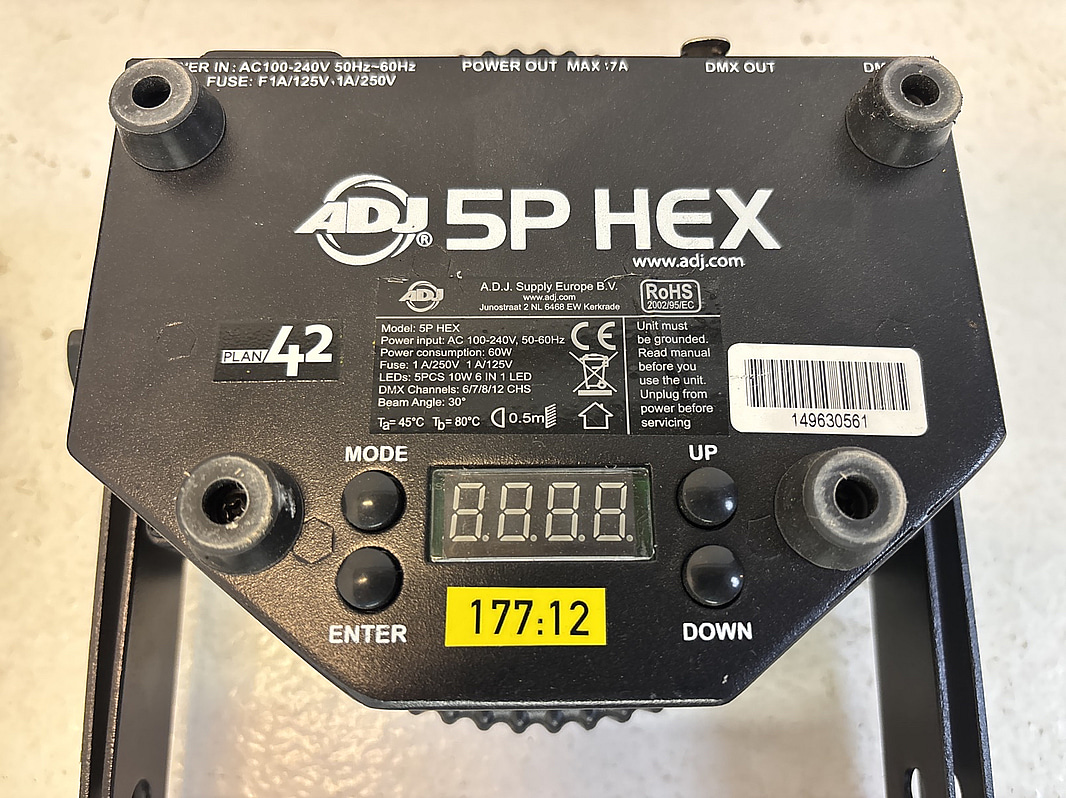 IN: AC100-240V 50Hz~60Hz
FUSE: F1A/125V, 1A/250V
POWER OUT MAX :7A
DMX OUT
ADJ® 5P HEX
www.adj.com
ADJ
A.D.J. Supply Europe B.V.
www.adj.com
Junostraat 2 NL 6468 EW Kerkrade
RoHS
2002/95/EC
PLAN 42
Model: 5P HEX
Power input: AC 100-240V, 50-60Hz
Power consumption: 60W
Fuse: 1 A/250V 1 A/125V
LEDs: 5PCS 10W 6 IN 1 LED
DMX Channels: 6/7/8/12 CHS
Beam Angle: 30°
Ta= 45°C Tb= 80°C 0.5m
CE
Unit must
be grounded.
Read manual
before you
use the unit.
Unplug from
power before
servicing
149630561
MODE
UP
ENTER
DOWN
177:12